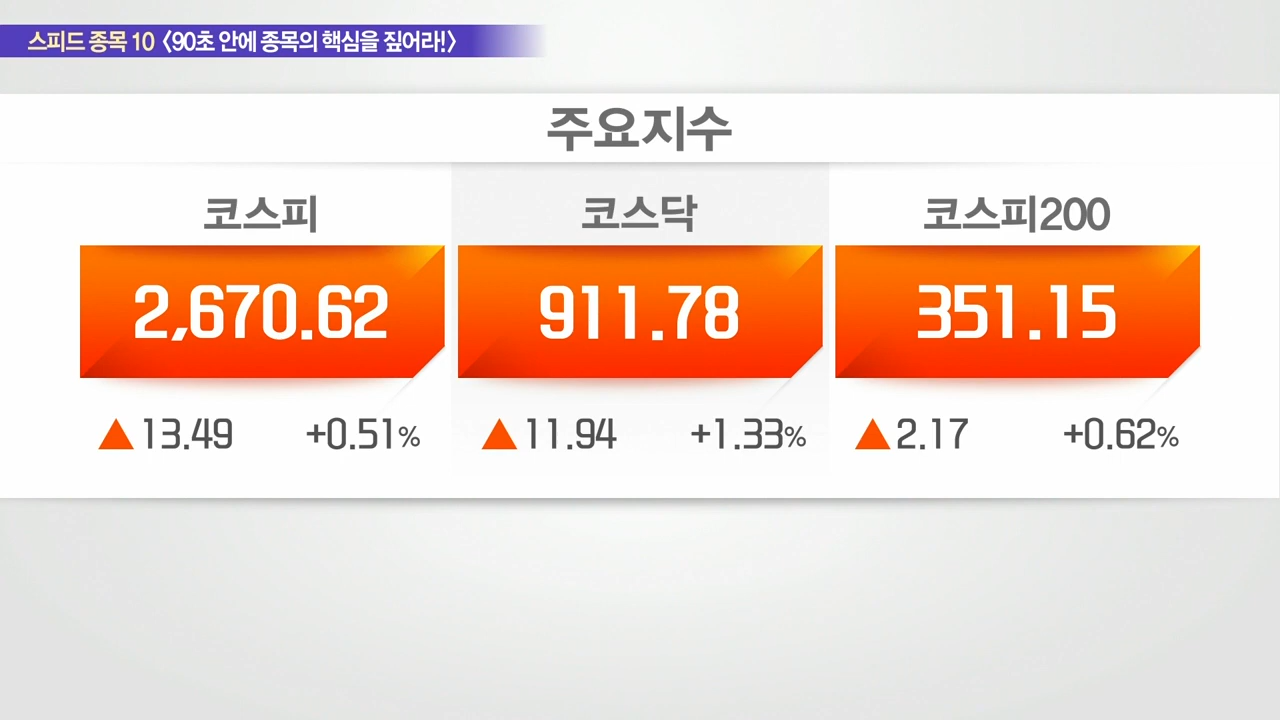 스피드 종목 10 〈90초 안에 종목의 핵심을 짚어라!〉
주요지수
코스피 코스닥 코스피200
2,670.62 911.78 351.15
▲ 13.49 +0.51% ▲ 11.94 +1.33% ▲ 2.17 +0.62%